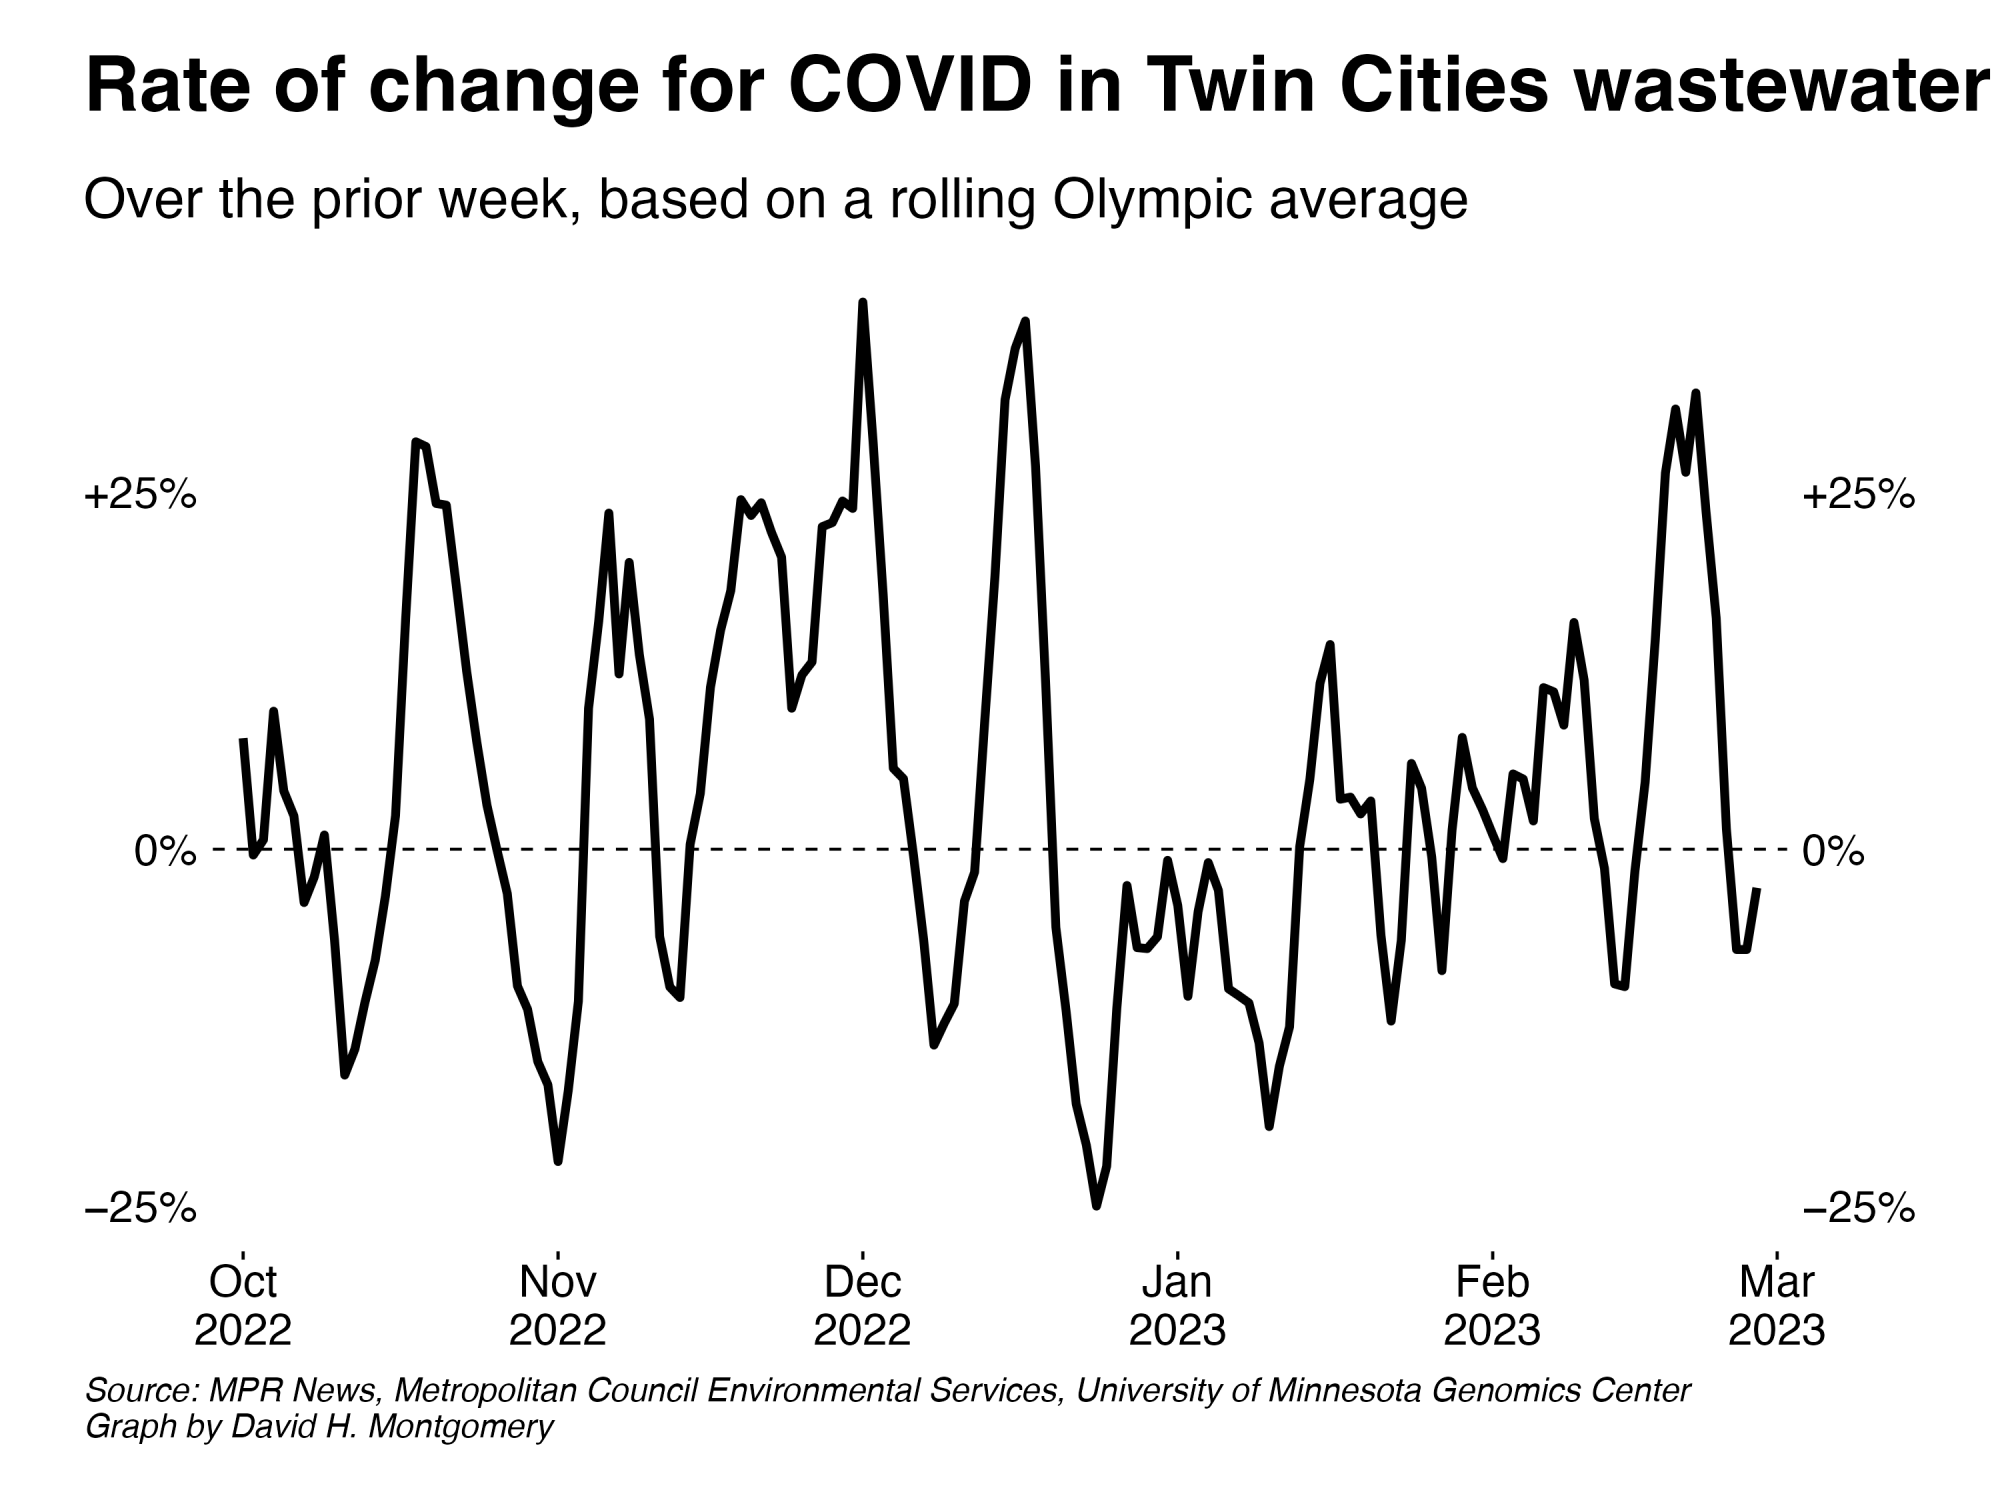 Rate of change for COVID in Twin Cities wastewater
Over the prior week, based on a rolling Olympic average
+25% +25%
0% 0%
−25% −25%
Oct Nov Dec Jan Feb Mar
2022 2022 2022 2023 2023 2023
Source: MPR News, Metropolitan Council Environmental Services, University of Minnesota Genomics Center
Graph by David H. Montgomery